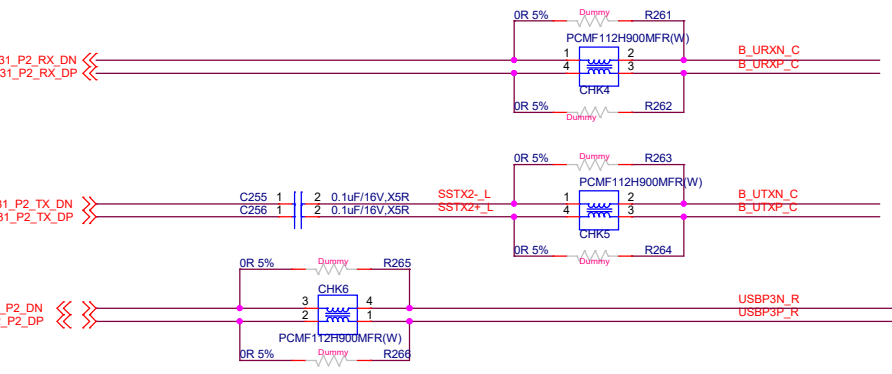 0R 5% Dummy R261
PCMF112H900MFR(W)
31_P2_RX_DN 1 2 B_URXN_C
31_P2_RX_DP 4 3 B_URXP_C
CHK4
0R 5% Dummy R262
0R 5% Dummy R263
PCMF112H900MFR(W)
C255 1 2 0.1uF/16V,X5R SSTX2-_L 1 2 B_UTXN_C
31_P2_TX_DN
C256 1 2 0.1uF/16V,X5R SSTX2+_L 4 3 B_UTXP_C
31_P2_TX_DP
CHK5
0R 5% Dummy R264
0R 5% Dummy R265
CHK6
_P2_DN 3 4 USBP3N_R
_P2_DP 2 1 USBP3P_R
PCMF112H900MFR(W)
0R 5% Dummy R266